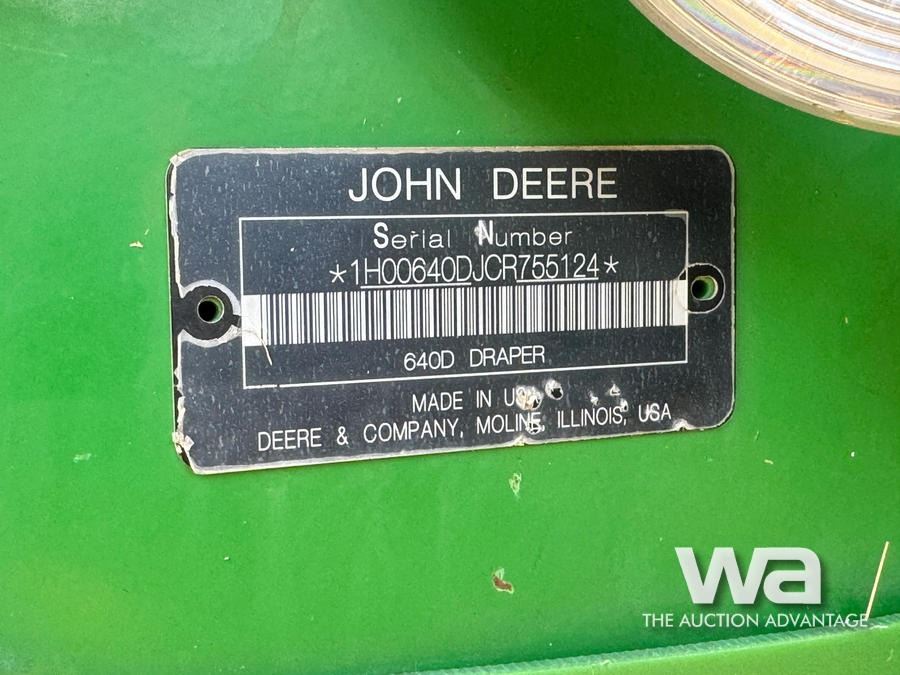 JOHN DEERE
Serial Number
*1H00640DJCR755124*
640D DRAPER
MADE IN USA
DEERE & COMPANY, MOLINE, ILLINOIS, USA
wa
THE AUCTION ADVANTAGE